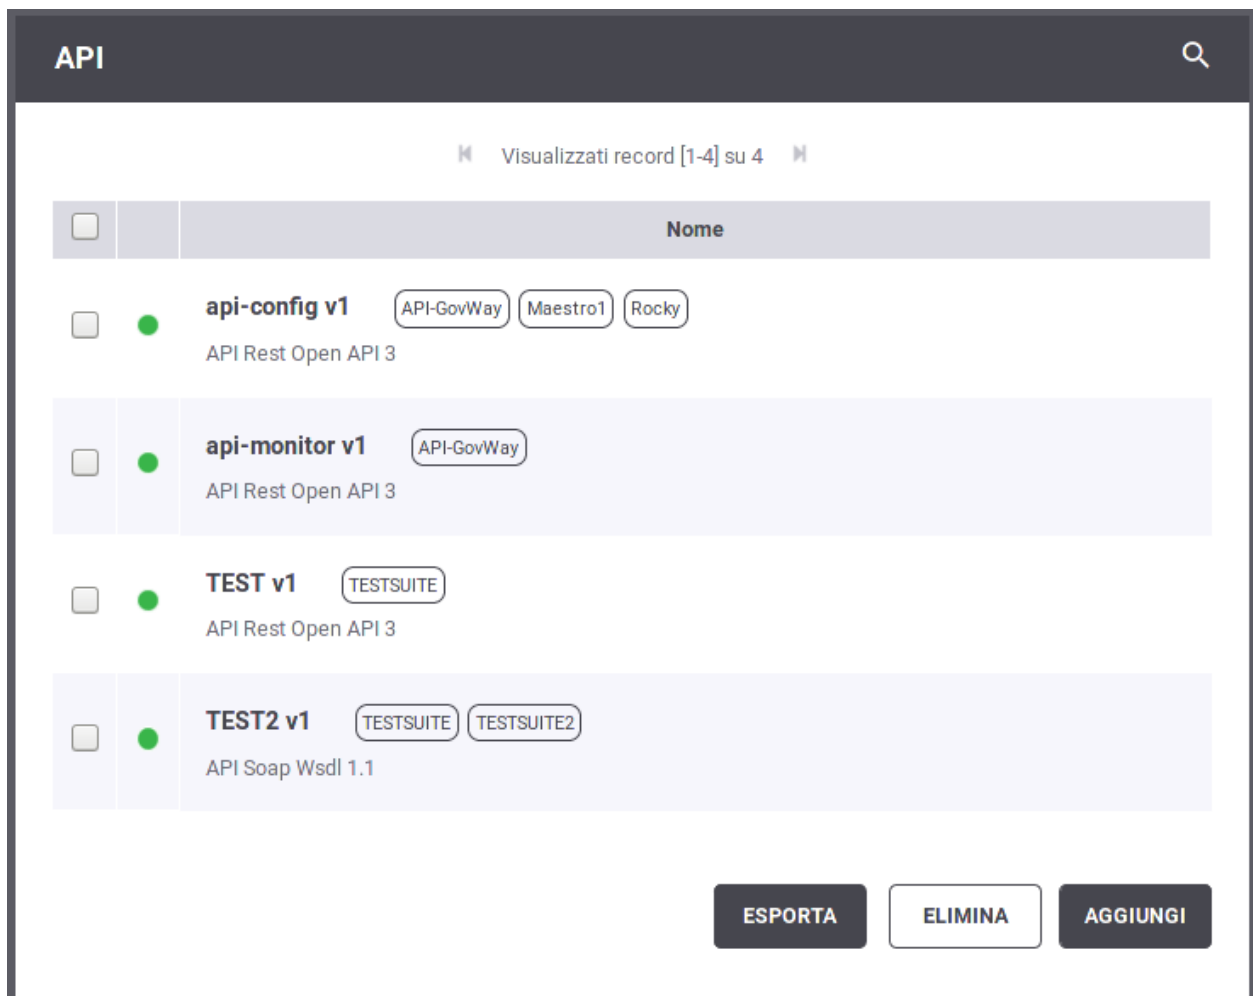 API
Visualizzati record [1-4] su 4
Nome
api-config v1 API-GovWay Maestro1 Rocky
API Rest Open API 3
api-monitor v1 API-GovWay
API Rest Open API 3
TEST v1 TESTSUITE
API Rest Open API 3
TEST2 v1 TESTSUITE TESTSUITE2
API Soap Wsdl 1.1
ESPORTA ELIMINA AGGIUNGI